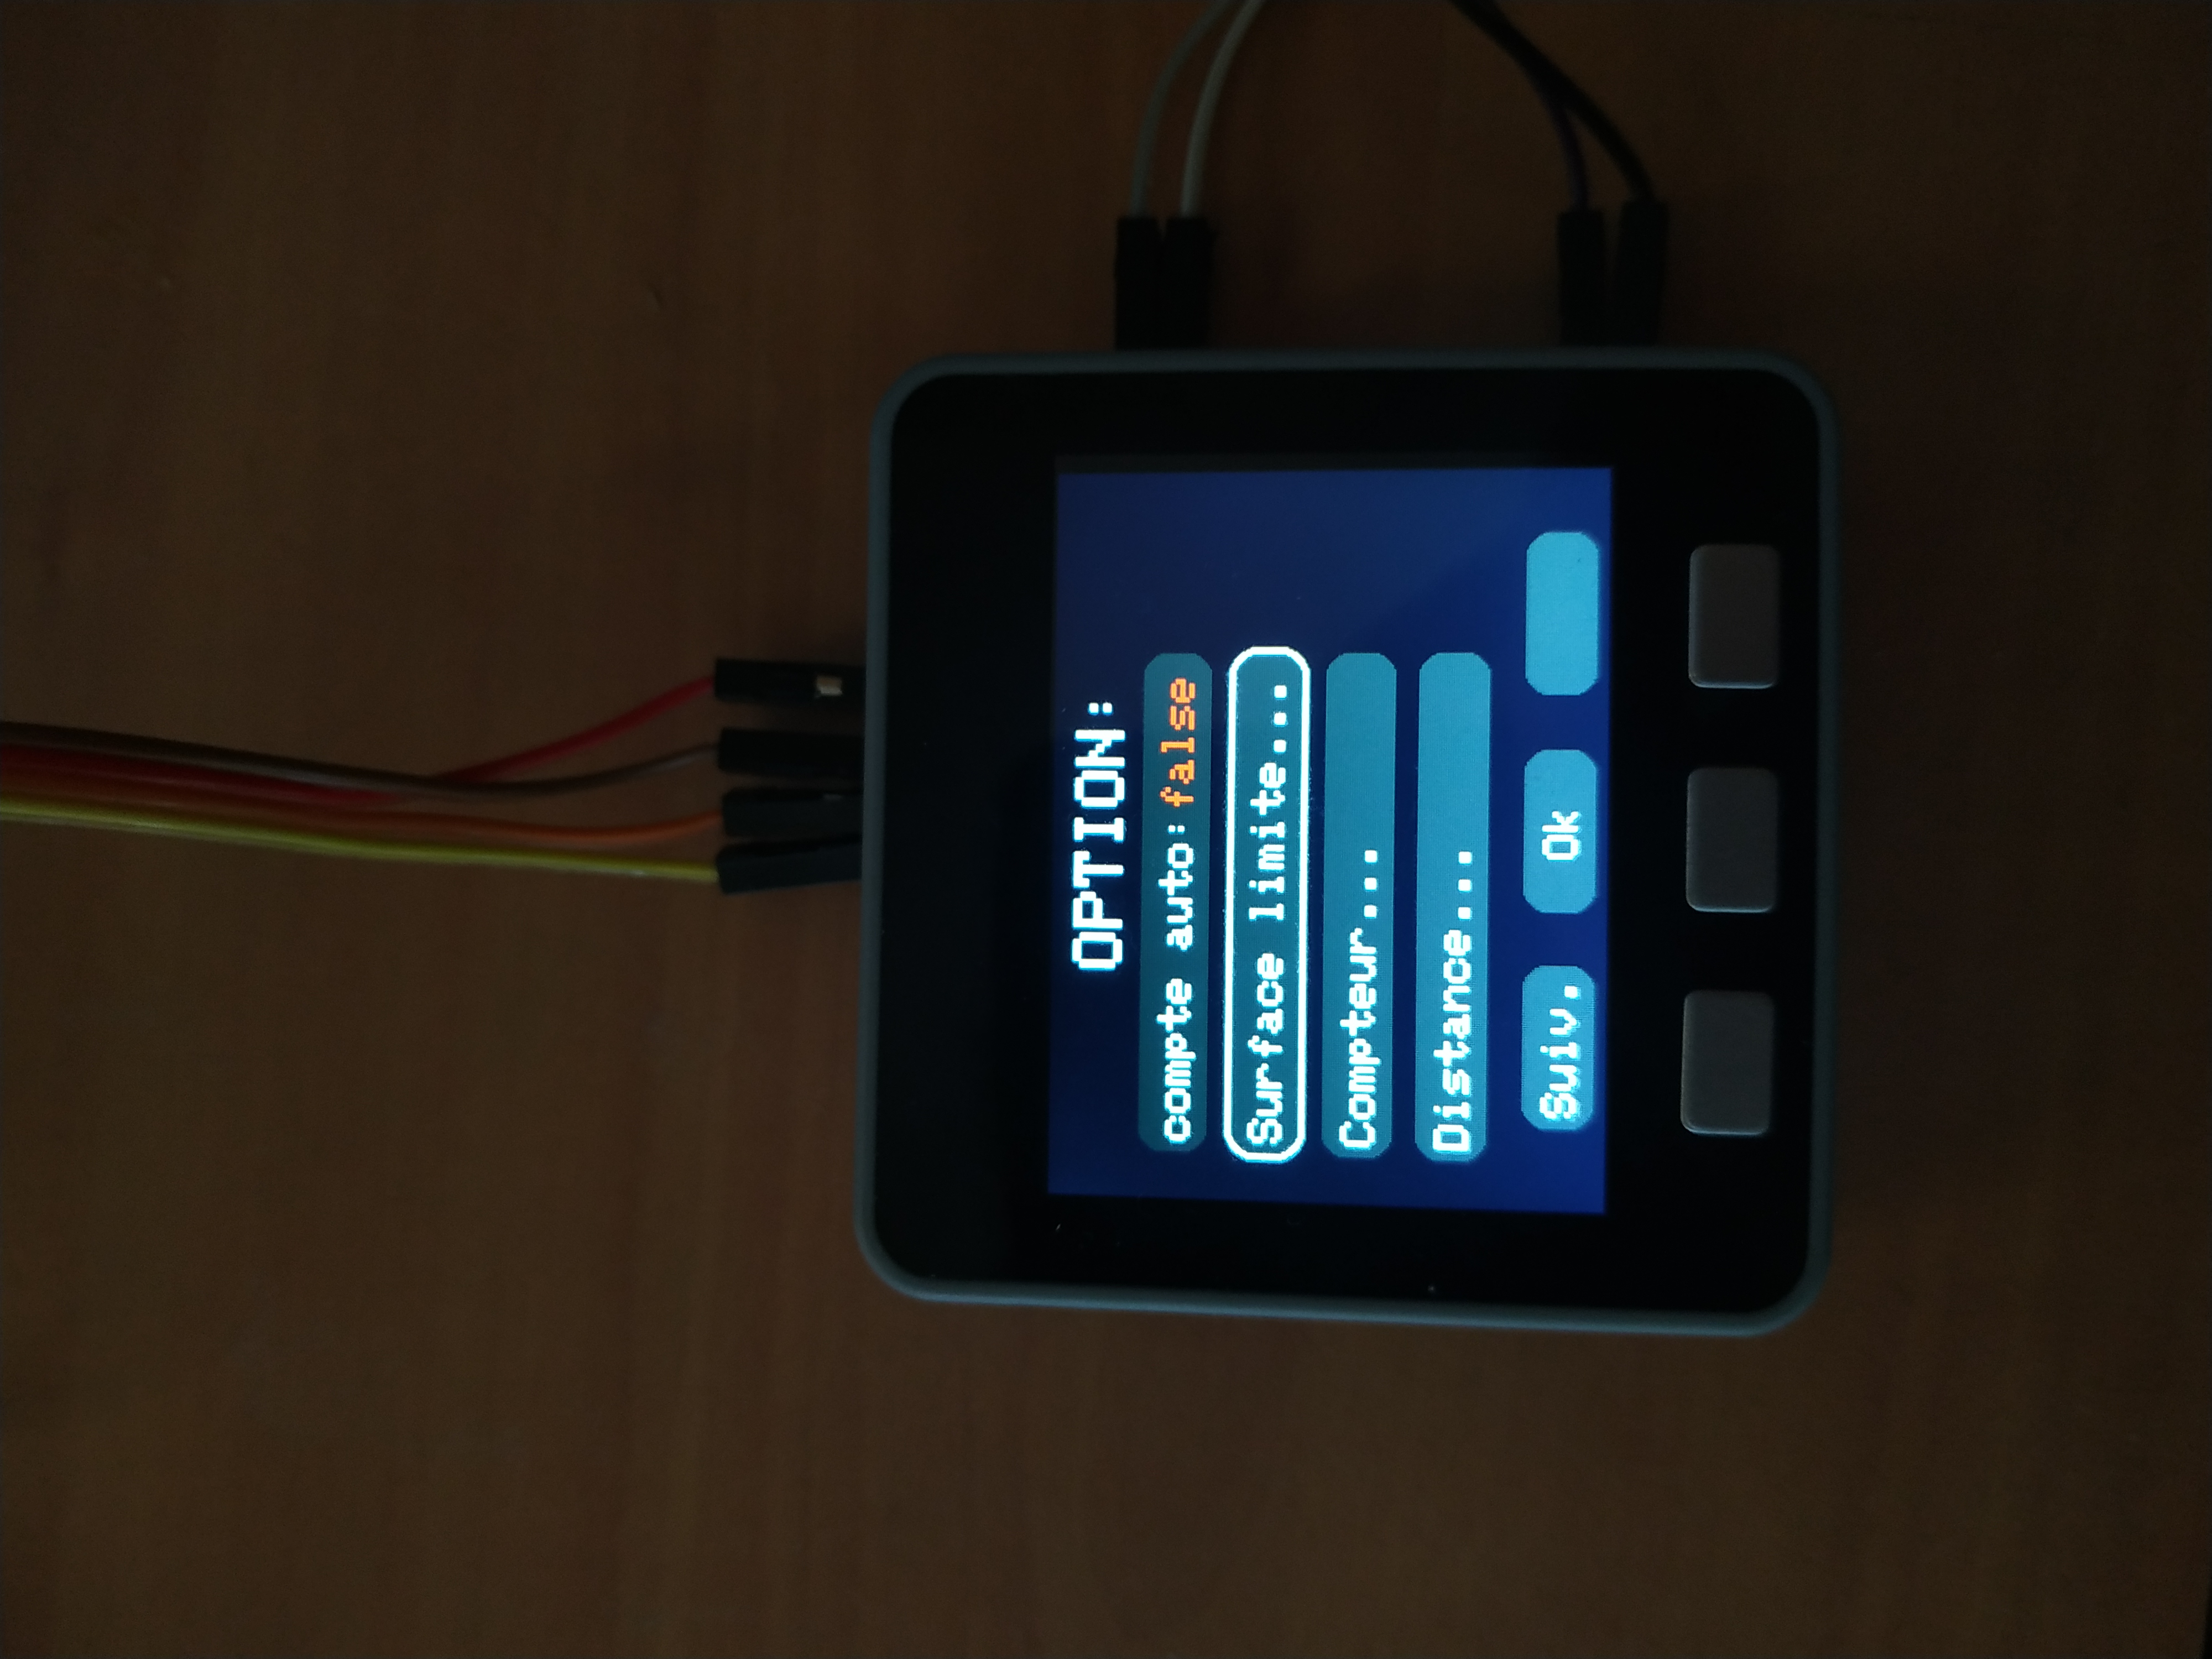 OPTION:
compte auto: false
Surface limite...
Compteur...
Distance...
Suiv. Ok